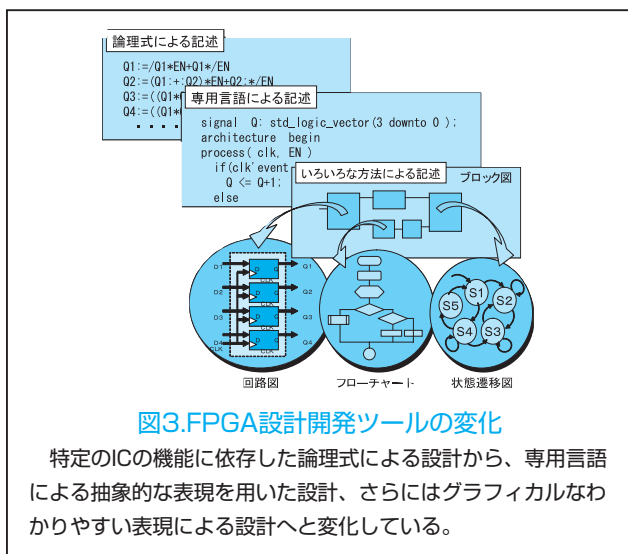 論理式による記述
Q1:=/Q1*EN+Q1*/EN
Q2:=(Q1:+:Q2)*EN+Q2:*/EN
Q3:=((Q1*
Q4:=((Q1*
・・・・
専用言語による記述
signal Q: std_logic_vector(3 downto 0 );
architecture begin
process( clk, EN )
if(clk'event
Q <= Q+1;
else
いろいろな方法による記述
ブロック図
D1 D Q Q1
CLK
D2 D Q Q2
CLK
D3 D Q Q3
CLK
D4 D Q Q4
CLK CLK
S1
S2
S5
S4
S3
回路図
フローチャート
状態遷移図
図3.FPGA設計開発ツールの変化
特定のICの機能に依存した論理式による設計から、専用言語
による抽象的な表現を用いた設計、さらにはグラフィカルなわ
かりやすい表現による設計へと変化している。